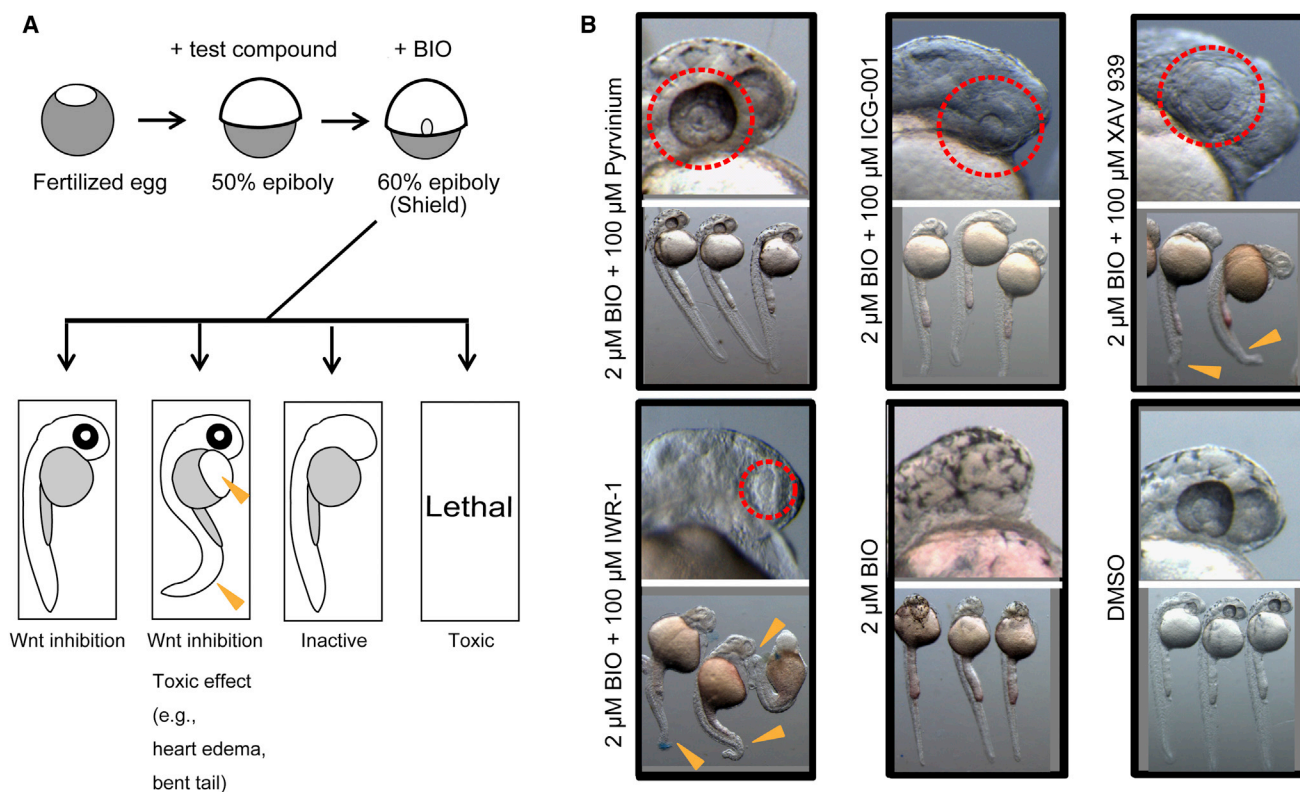 A
+ test compound
+ BIO
Fertilized egg
50% epiboly
60% epiboly
(Shield)
Lethal
Wnt inhibition
Wnt inhibition
Toxic effect
(e.g.,
heart edema,
bent tail)
Inactive
Toxic
B
2 µM BIO + 100 µM Pyrvinium
2 µM BIO + 100 µM ICG-001
2 µM BIO + 100 µM XAV 939
2 µM BIO + 100 µM IWR-1
2 µM BIO
DMSO